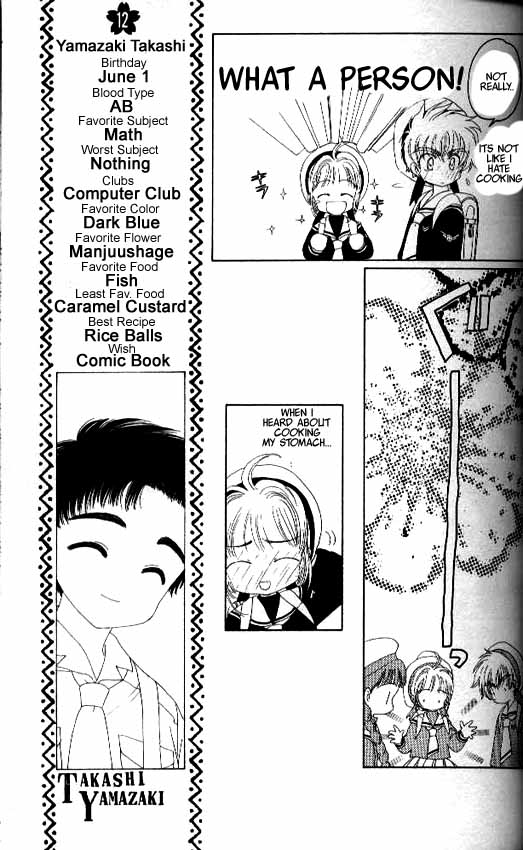 12
Yamazaki Takashi
Birthday
June 1
Blood Type
AB
Favorite Subject
Math
Worst Subject
Nothing
Clubs
Computer Club
Favorite Color
Dark Blue
Favorite Flower
Manjuushage
Favorite Food
Fish
Least Fav. Food
Caramel Custard
Best Recipe
Rice Balls
Wish
Comic Book
TAKASHI
YAMAZAKI
WHAT A PERSON!
NOT
REALLY..
ITS NOT
LIKE I
HATE
COOKING
WHEN I
HEARD ABOUT
COOKING
MY STOMACH...